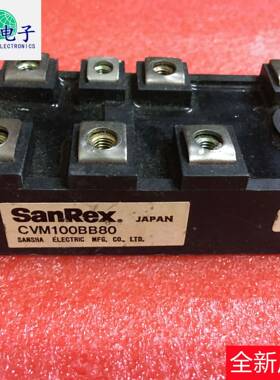 电子
ELECTRONICS
SanRex JAPAN
CVM100BB80
SANSHA ELECTRIC MFG. CO., LTD.
全新